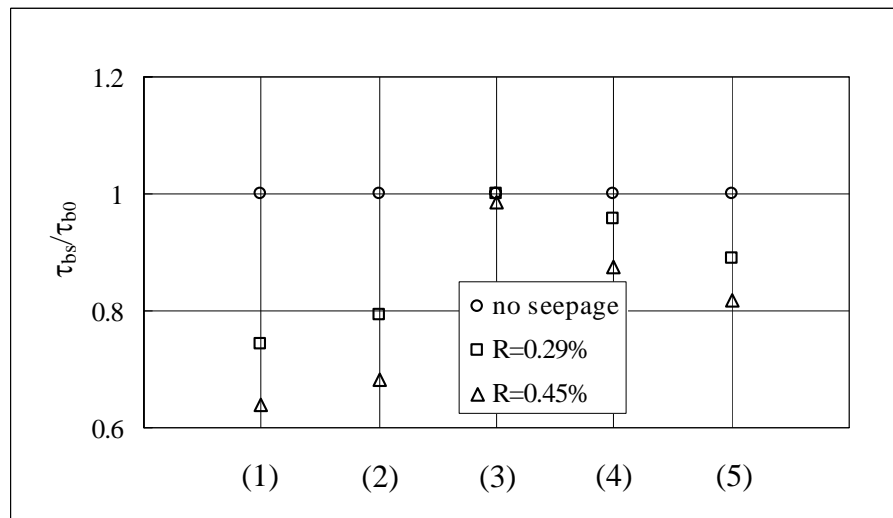 1.2
1
0.8
0.6
τbs/τb0
no seepage
R=0.29%
R=0.45%
(1) (2) (3) (4) (5)